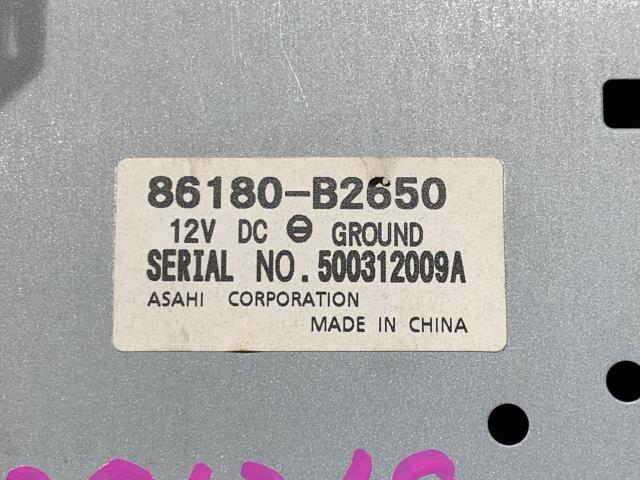 86180-B2650
12V DC ⊖ GROUND
SERIAL NO. 500312009A
ASAHI CORPORATION
MADE IN CHINA